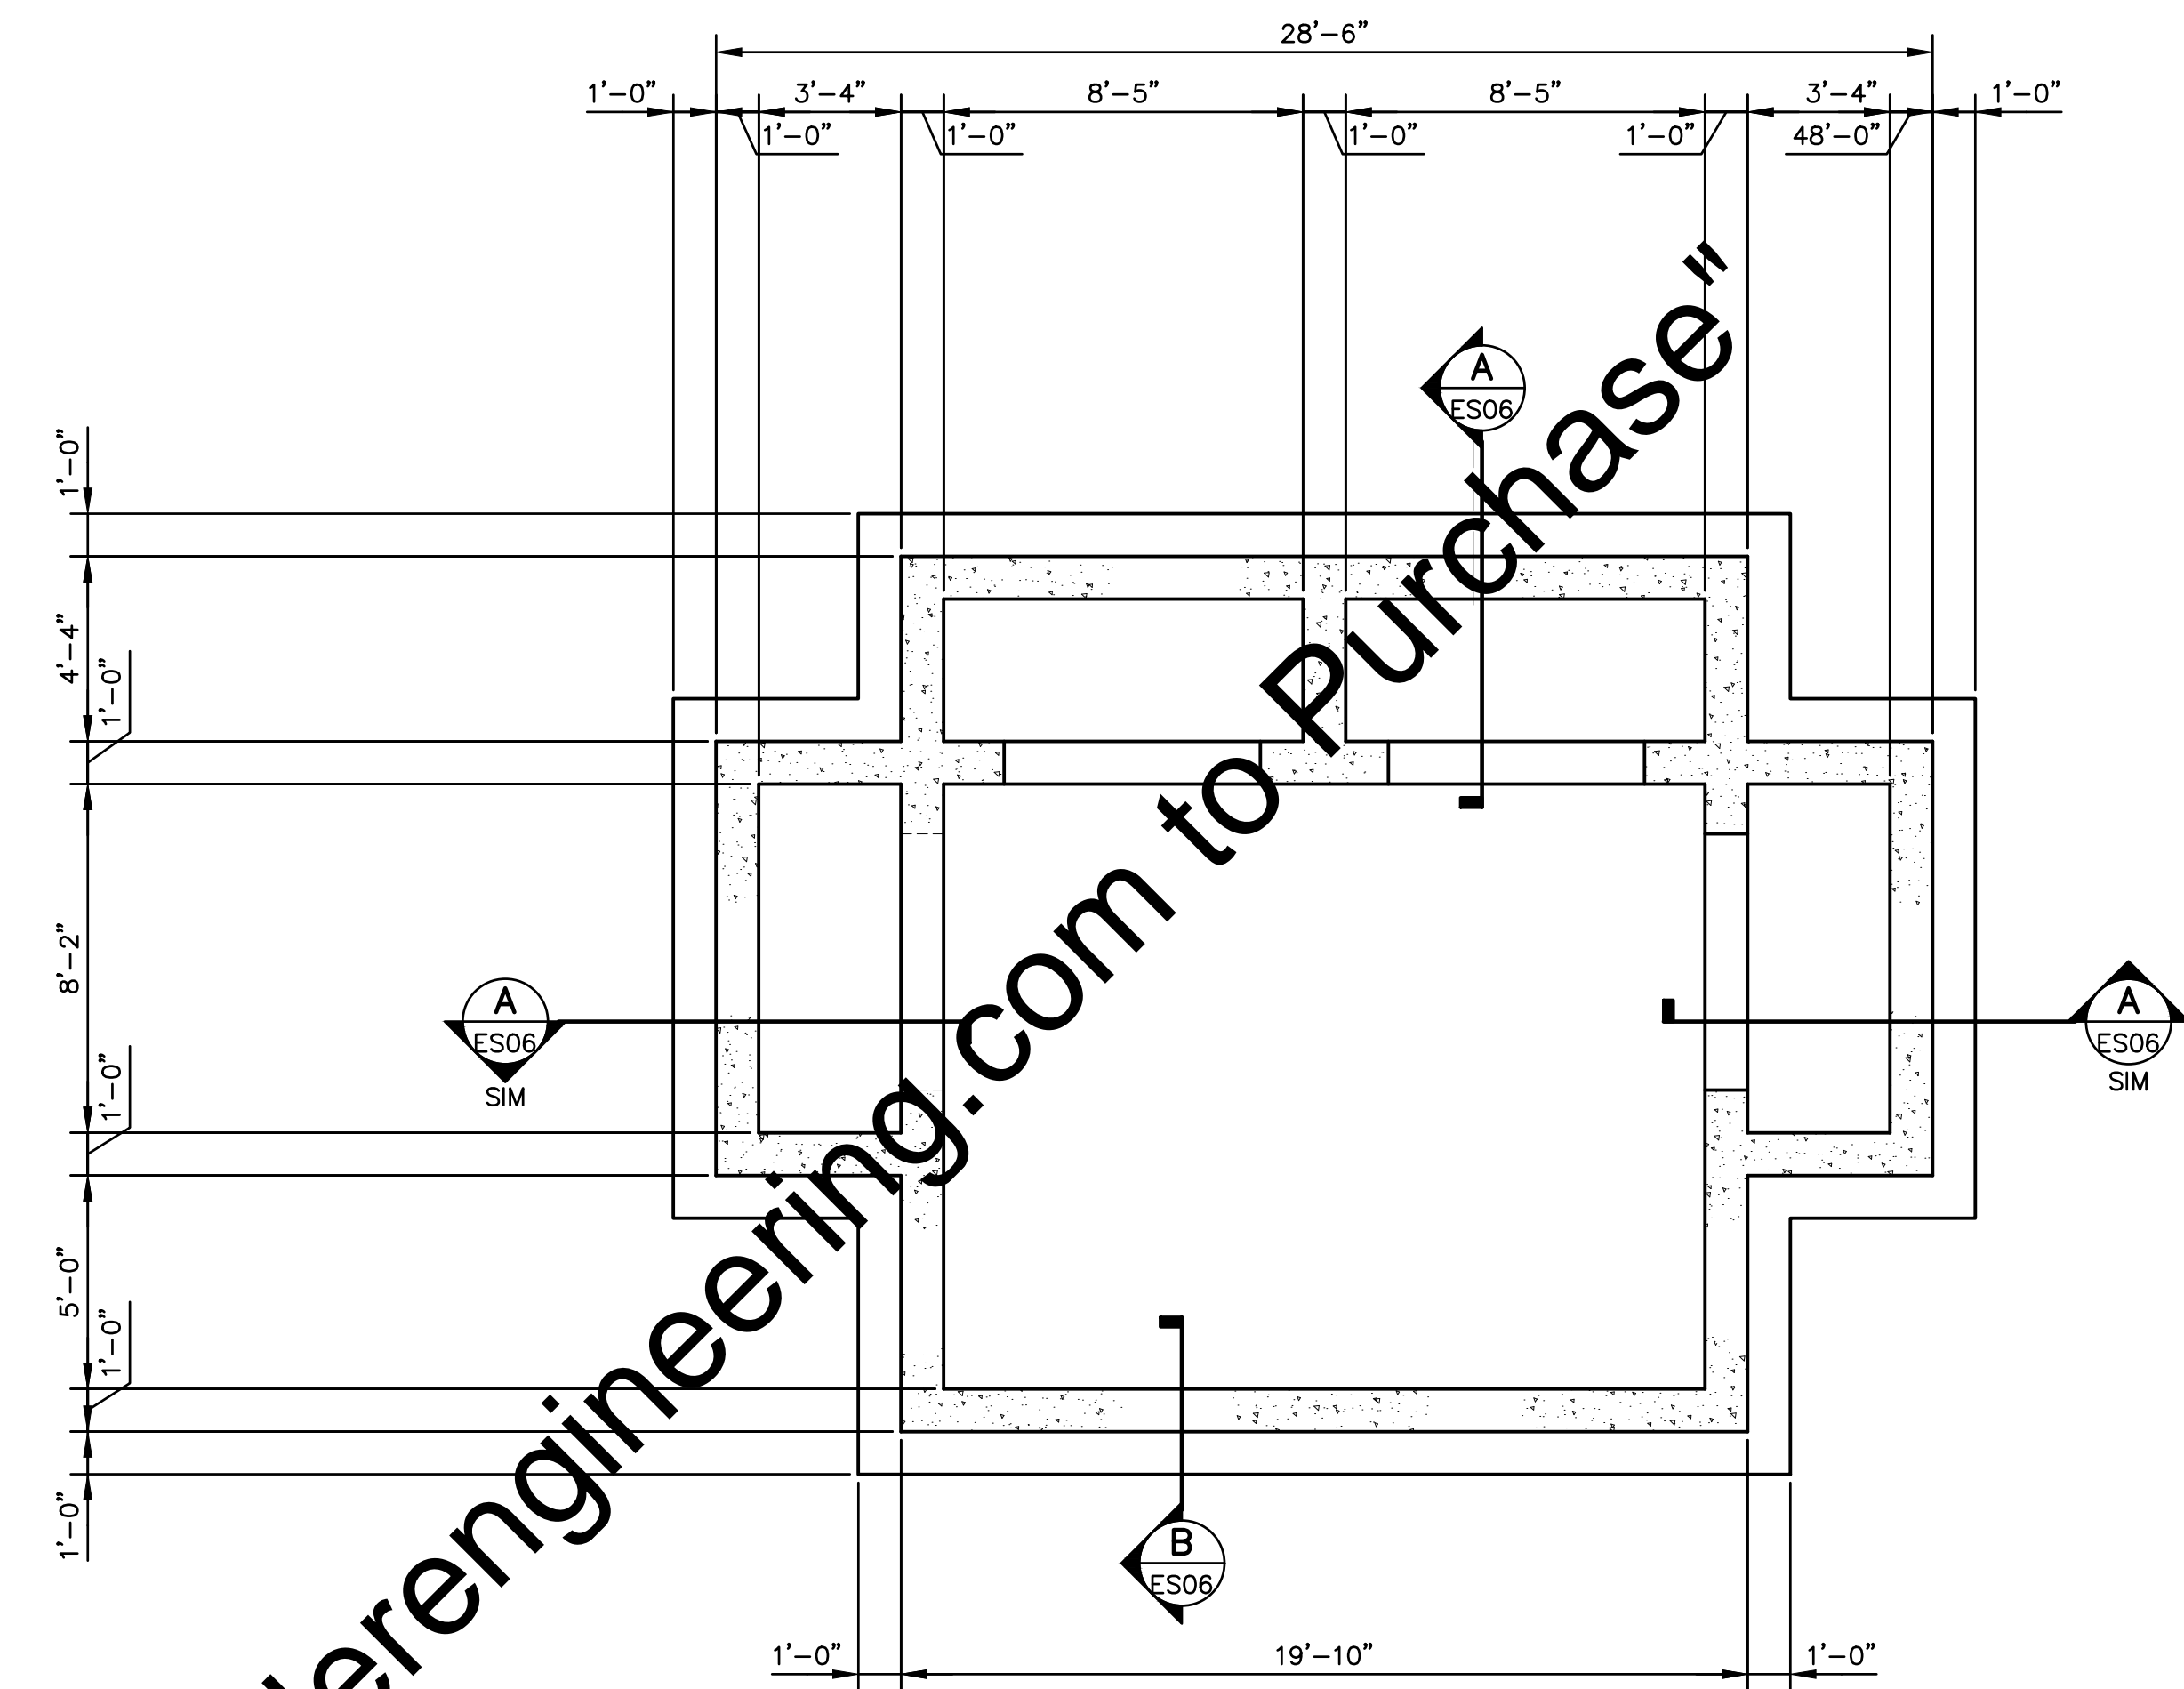 28'-6"
1'-0" 3'-4" 8'-5" 8'-5" 3'-4" 1'-0"
1'-0" 1'-0" 1'-0" 1'-0" 48'-0"
A
ES06
1'-0"
4'-4"
1'-0"
8'-2"
1'-0"
5'-0"
1'-0"
1'-0"
A
ES06
SIM
A
ES06
SIM
B
ES06
erengineering.com to Purchase"
1'-0" 19'-10" 1'-0"